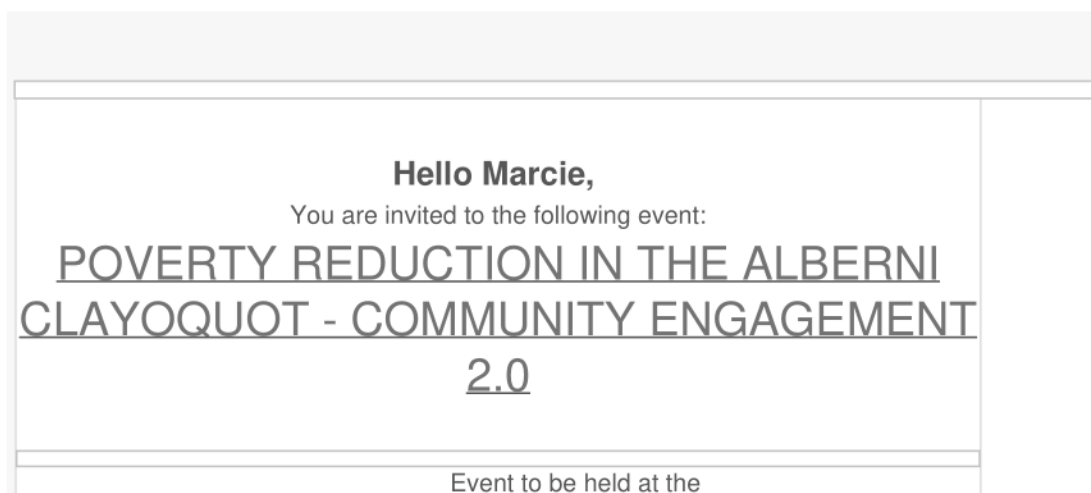 Hello Marcie,
You are invited to the following event:
POVERTY REDUCTION IN THE ALBERNI
CLAYOQUOT - COMMUNITY ENGAGEMENT
2.0
Event to be held at the